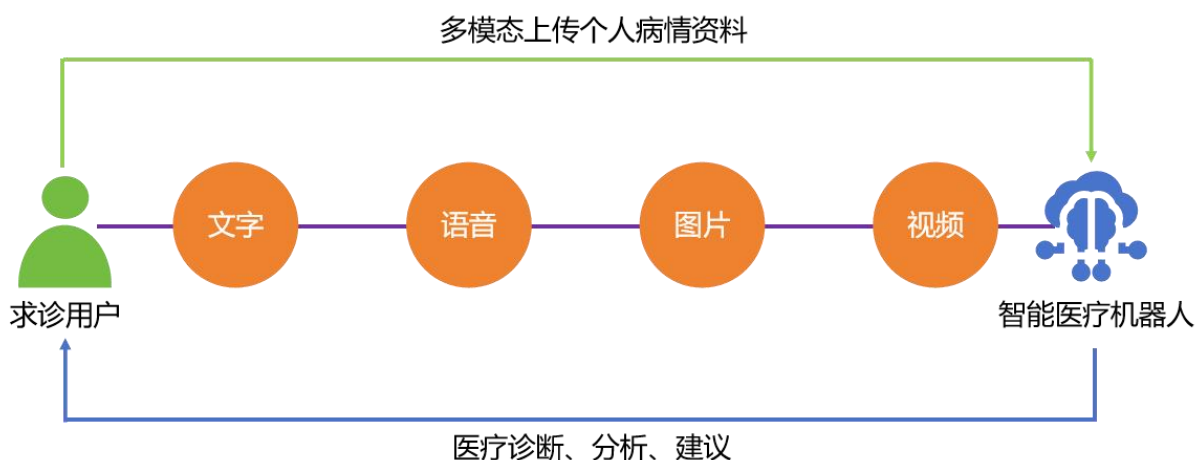 多模态上传个人病情资料
文字
语音
图片
视频
求诊用户
智能医疗机器人
医疗诊断、分析、建议